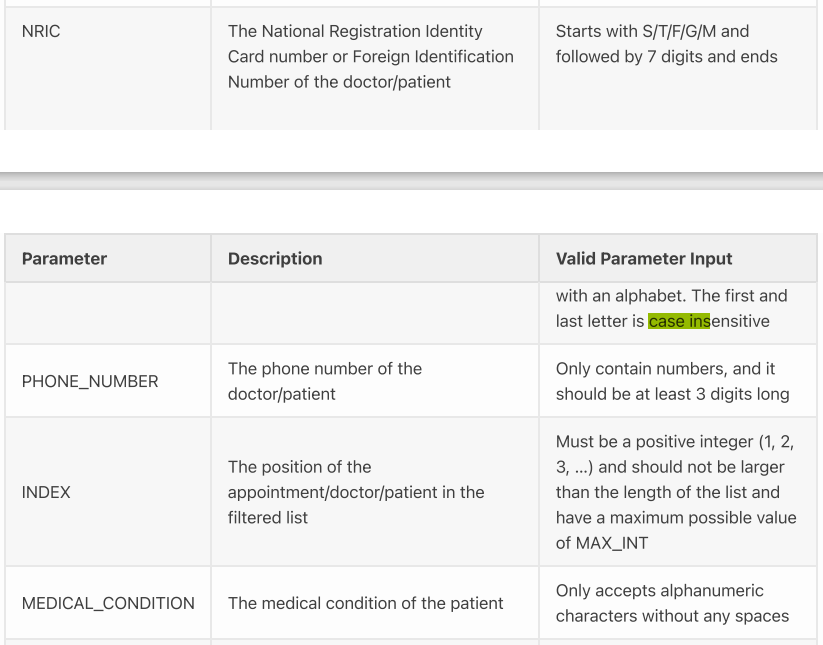 NRIC
The National Registration Identity
Card number or Foreign Identification
Number of the doctor/patient
Starts with S/T/F/G/M and
followed by 7 digits and ends
Parameter
Description
Valid Parameter Input
with an alphabet. The first and
last letter is case insensitive
PHONE_NUMBER
The phone number of the
doctor/patient
Only contain numbers, and it
should be at least 3 digits long
INDEX
The position of the
appointment/doctor/patient in the
filtered list
Must be a positive integer (1, 2,
3, …) and should not be larger
than the length of the list and
have a maximum possible value
of MAX_INT
MEDICAL_CONDITION
The medical condition of the patient
Only accepts alphanumeric
characters without any spaces